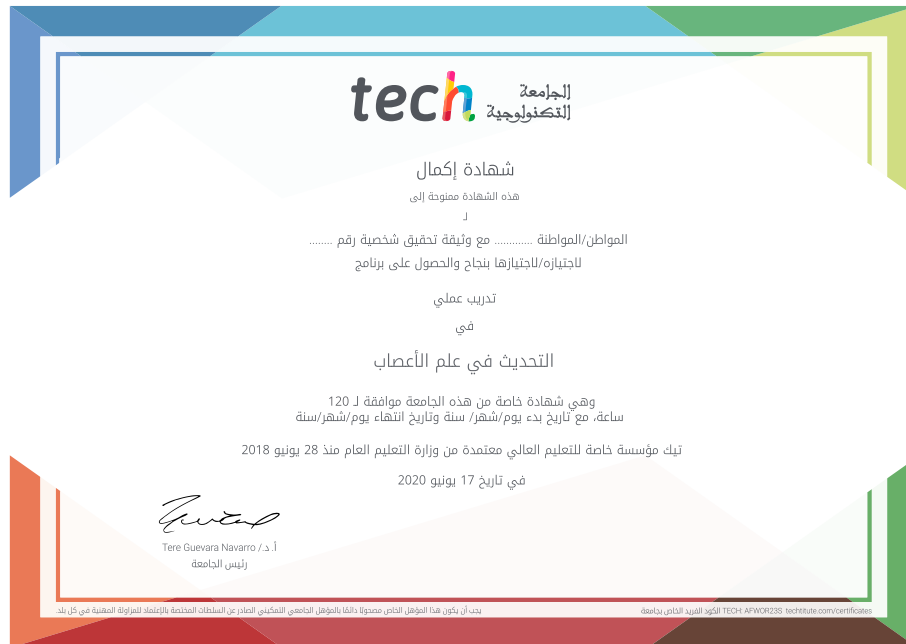 tech الجامعة
التكنولوجية
شهادة إكمال
هذه الشهادة ممنوحة إلى
لـ
المواطن/المواطنة ............. مع وثيقة تحقيق شخصية رقم ........
لاجتيازه/لاجتيازها بنجاح والحصول على برنامج
تدريب عملي
في
التحديث في علم الأعصاب
وهي شهادة خاصة من هذه الجامعة موافقة لـ 120
ساعة، مع تاريخ بدء يوم/شهر/ سنة وتاريخ انتهاء يوم/شهر/سنة
تيك مؤسسة خاصة للتعليم العالي معتمدة من وزارة التعليم العام منذ 28 يونيو 2018
في تاريخ 17 يونيو 2020
أ. د./ Tere Guevara Navarro
رئيس الجامعة
يجب أن يكون هذا المؤهل الخاص مصحوبًا دائمًا بالمؤهل الجامعي التمكيني الصادر عن السلطات المختصة بالإعتماد للمزاولة المهنية في كل بلد.
الكود الفريد الخاص بجامعة TECH: AFWOR23S techtitute.com/certificates